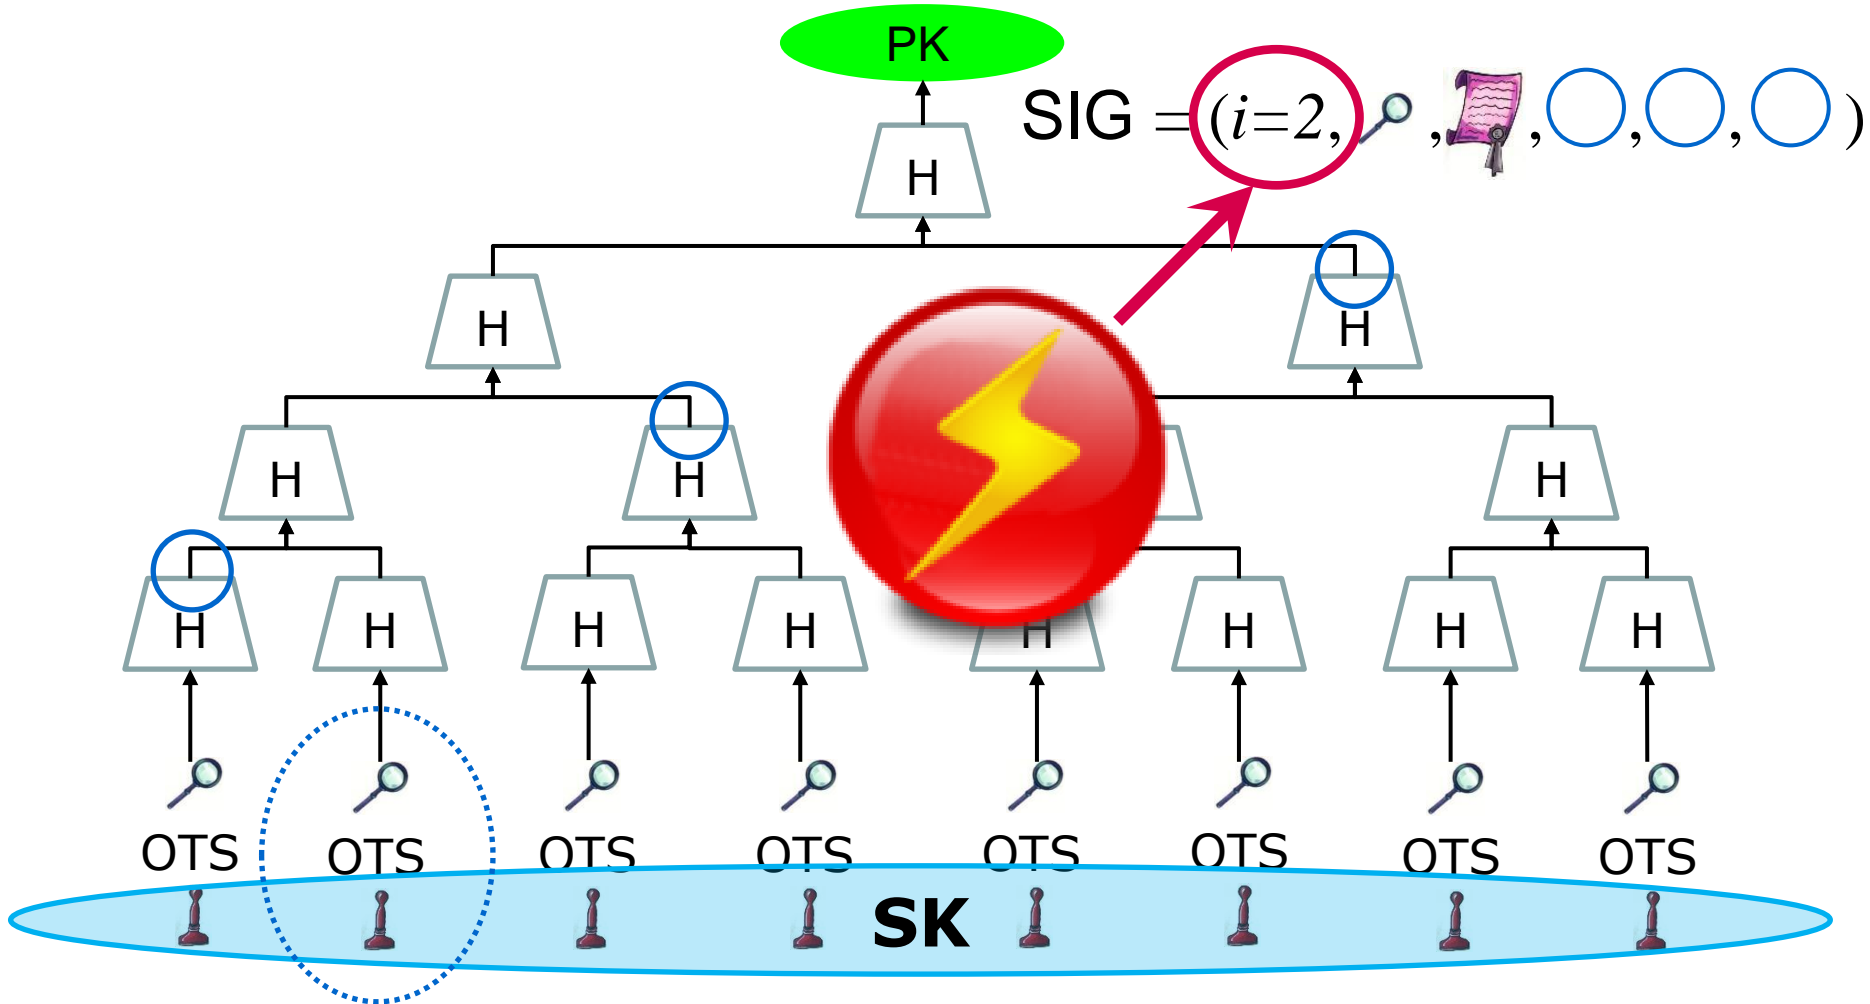 PK
SIG = (i=2, , , , , )
H
H H
H H H
H H H H H H H H
OTS OTS OTS OTS OTS OTS OTS OTS
SK